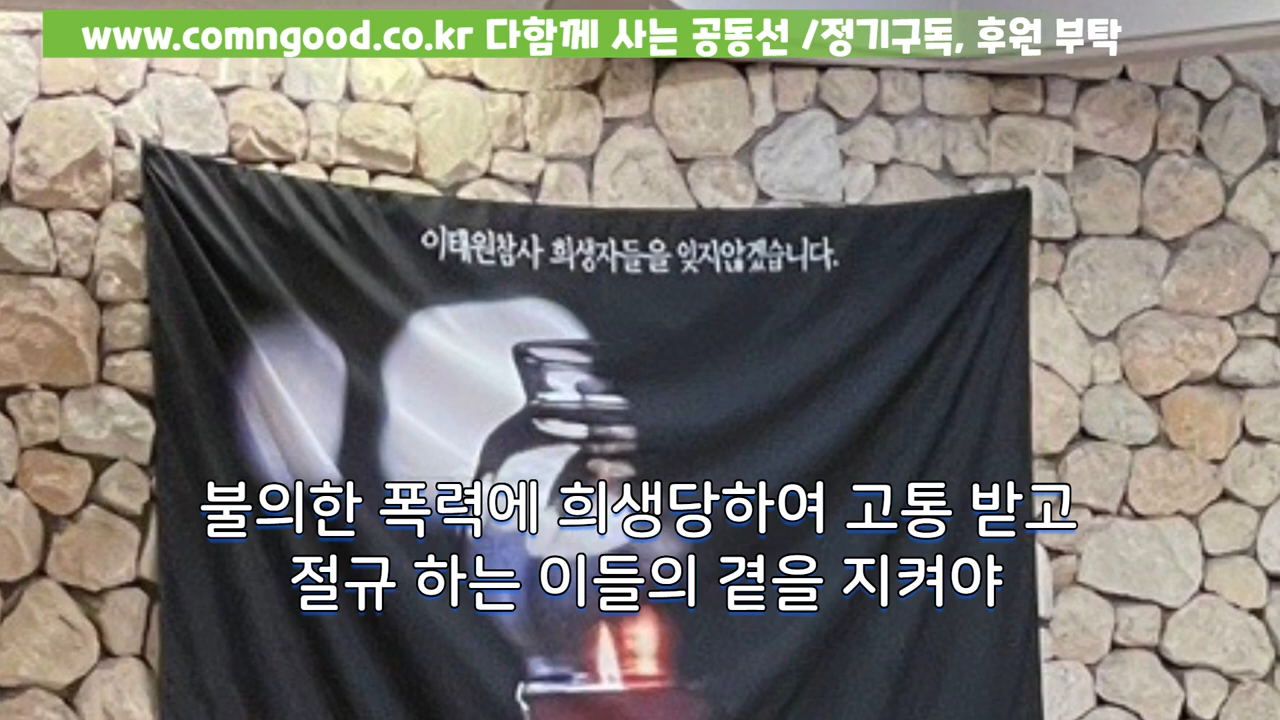 www.comngood.co.kr 다함께 사는 공동선 /정기구독, 후원 부탁
이태원참사 희생자들을 잊지않겠습니다.
불의한 폭력에 희생당하여 고통 받고
절규 하는 이들의 곁을 지켜야